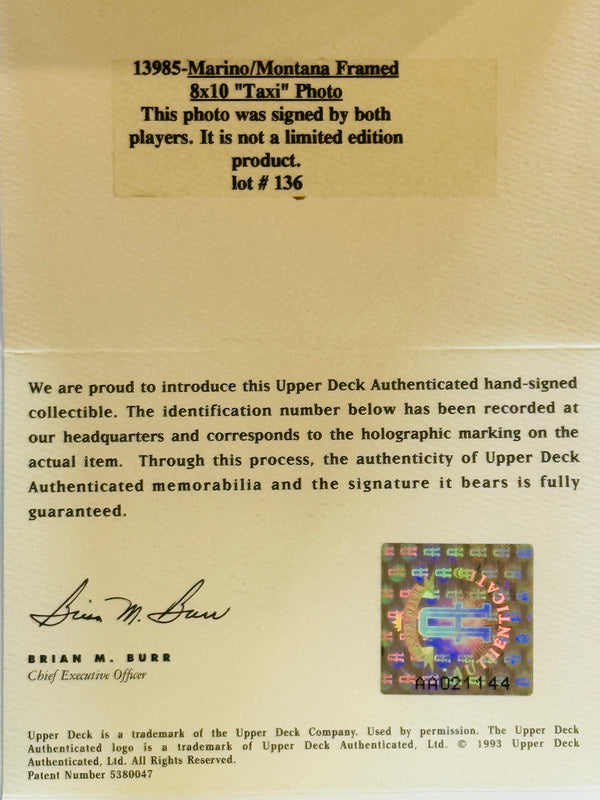 13985-Marino/Montana Framed
8x10 "Taxi" Photo
This photo was signed by both
players. It is not a limited edition
product.
lot # 136
We are proud to introduce this Upper Deck Authenticated hand-signed
collectible. The identification number below has been recorded at
our headquarters and corresponds to the holographic marking on the
actual item. Through this process, the authenticity of Upper Deck
Authenticated memorabilia and the signature it bears is fully
guaranteed.
Brian M. Burr
BRIAN M. BURR
Chief Executive Officer
AUTHENTICATED
AA021144
Upper Deck is a trademark of the Upper Deck Company. Used by permission. The Upper Deck
Authenticated logo is a trademark of Upper Deck Authenticated, Ltd. © 1993 Upper Deck
Authenticated, Ltd. All Rights Reserved.
Patent Number 5380047